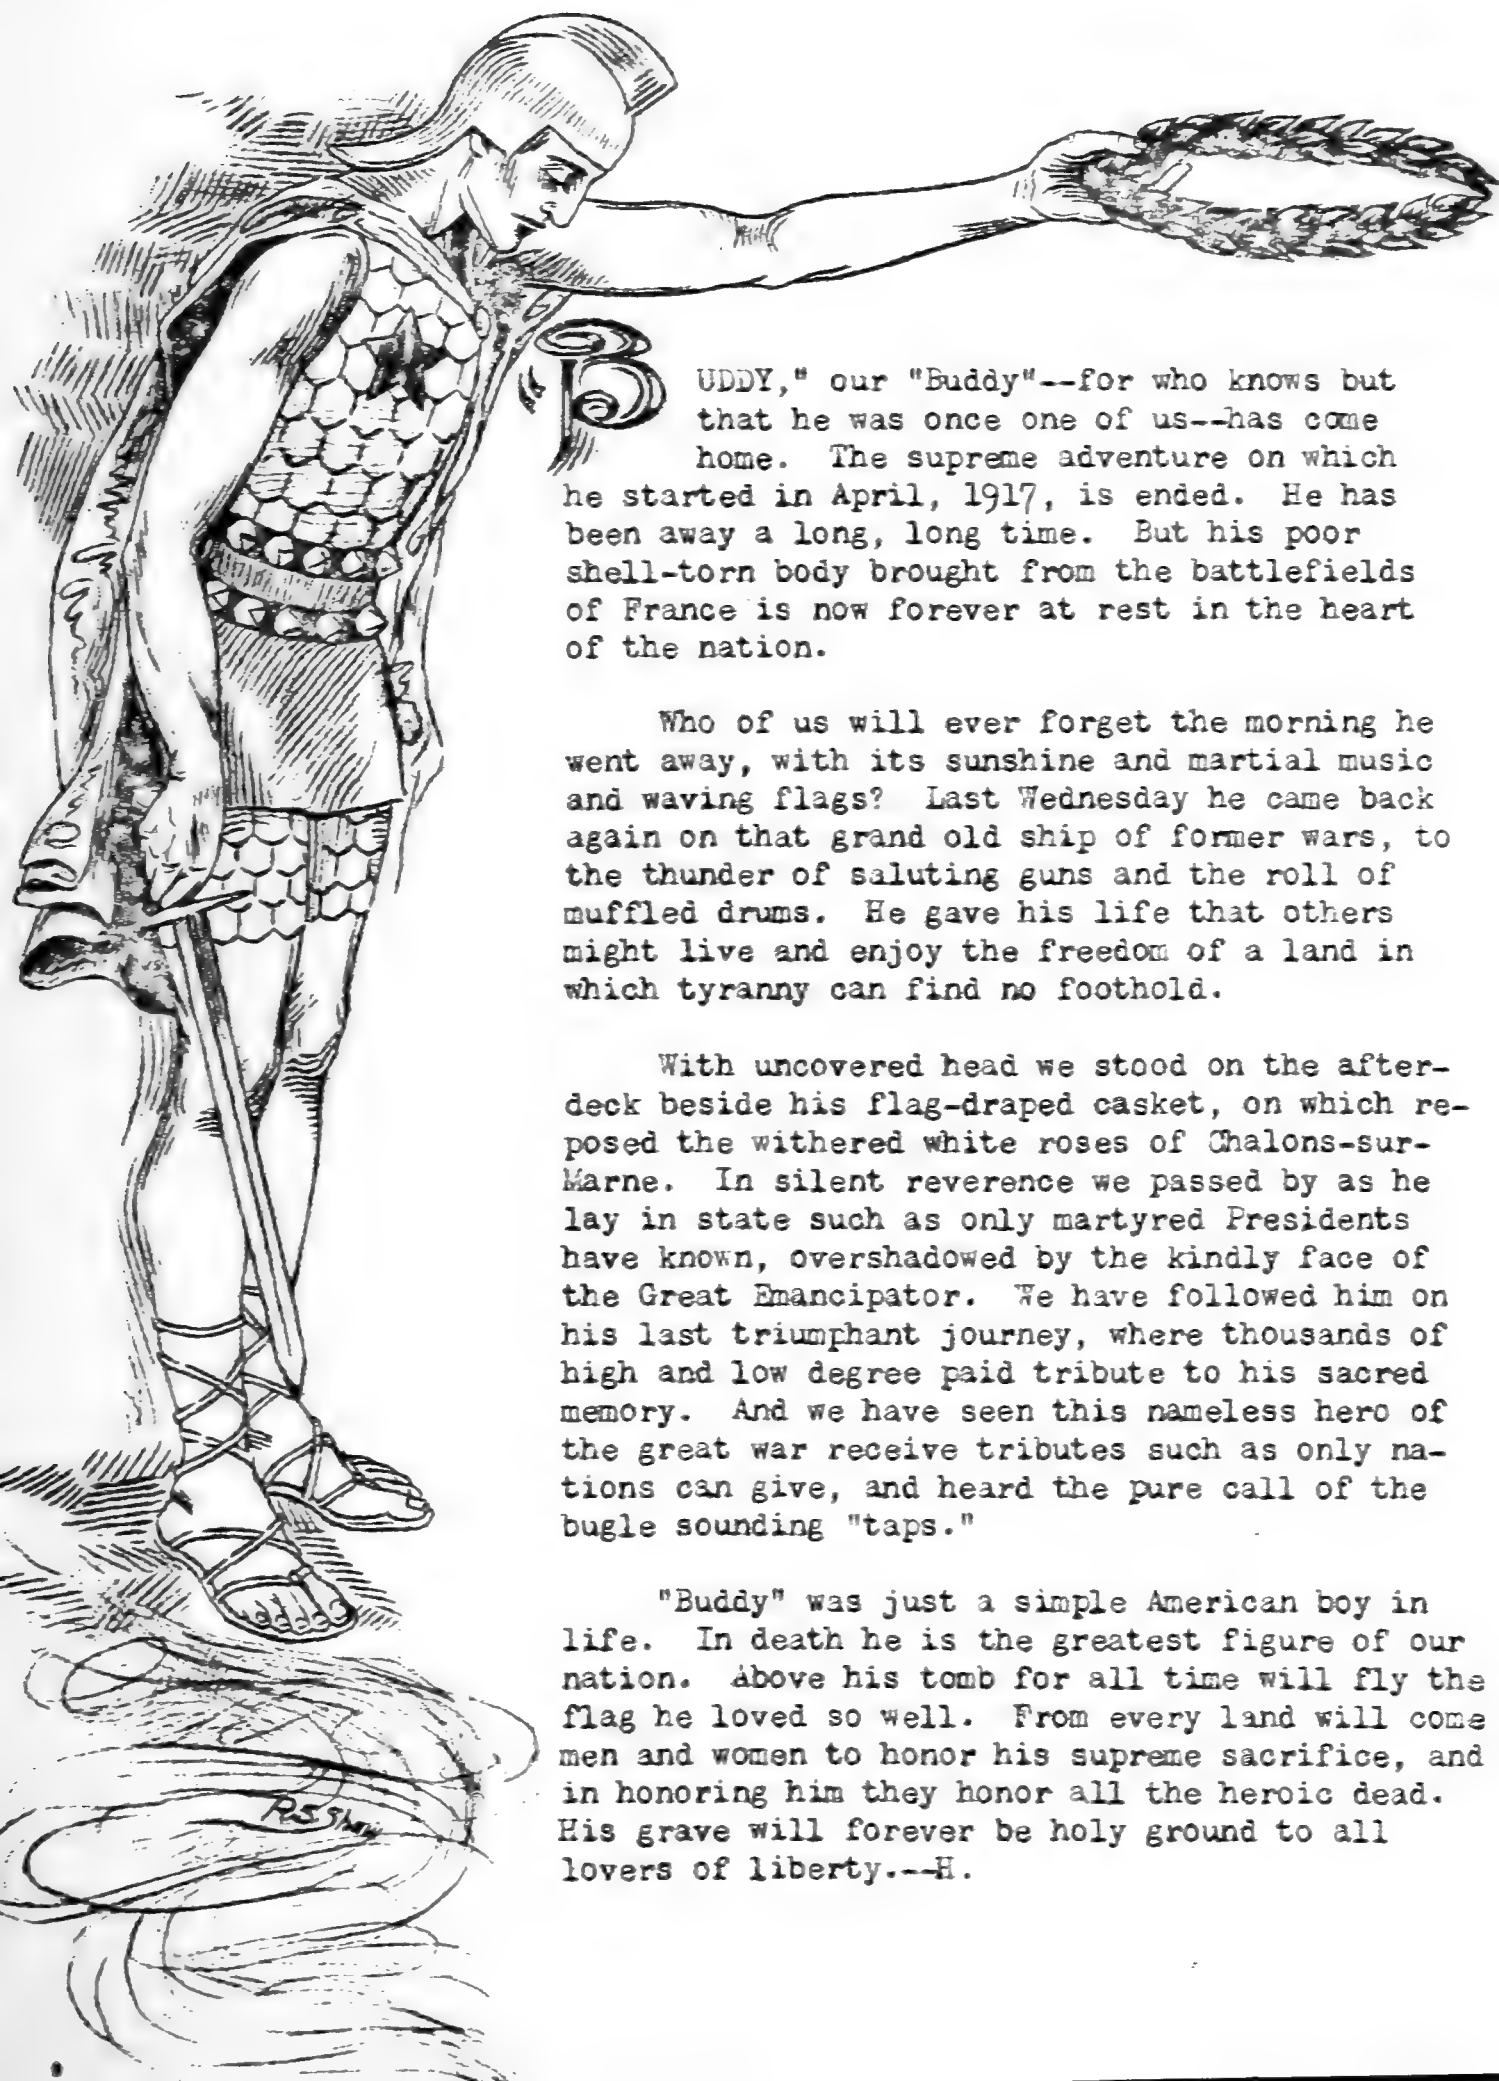 "BUDDY," our "Buddy"--for who knows but
that he was once one of us--has come
home. The supreme adventure on which
he started in April, 1917, is ended. He has
been away a long, long time. But his poor
shell-torn body brought from the battlefields
of France is now forever at rest in the heart
of the nation.
Who of us will ever forget the morning he
went away, with its sunshine and martial music
and waving flags? Last Wednesday he came back
again on that grand old ship of former wars, to
the thunder of saluting guns and the roll of
muffled drums. He gave his life that others
might live and enjoy the freedom of a land in
which tyranny can find no foothold.
With uncovered head we stood on the after-
deck beside his flag-draped casket, on which re-
posed the withered white roses of Chalons-sur-
Marne. In silent reverence we passed by as he
lay in state such as only martyred Presidents
have known, overshadowed by the kindly face of
the Great Emancipator. We have followed him on
his last triumphant journey, where thousands of
high and low degree paid tribute to his sacred
memory. And we have seen this nameless hero of
the great war receive tributes such as only na-
tions can give, and heard the pure call of the
bugle sounding "taps."
"Buddy" was just a simple American boy in
life. In death he is the greatest figure of our
nation. Above his tomb for all time will fly the
flag he loved so well. From every land will come
men and women to honor his supreme sacrifice, and
in honoring him they honor all the heroic dead.
His grave will forever be holy ground to all
lovers of liberty.--H.